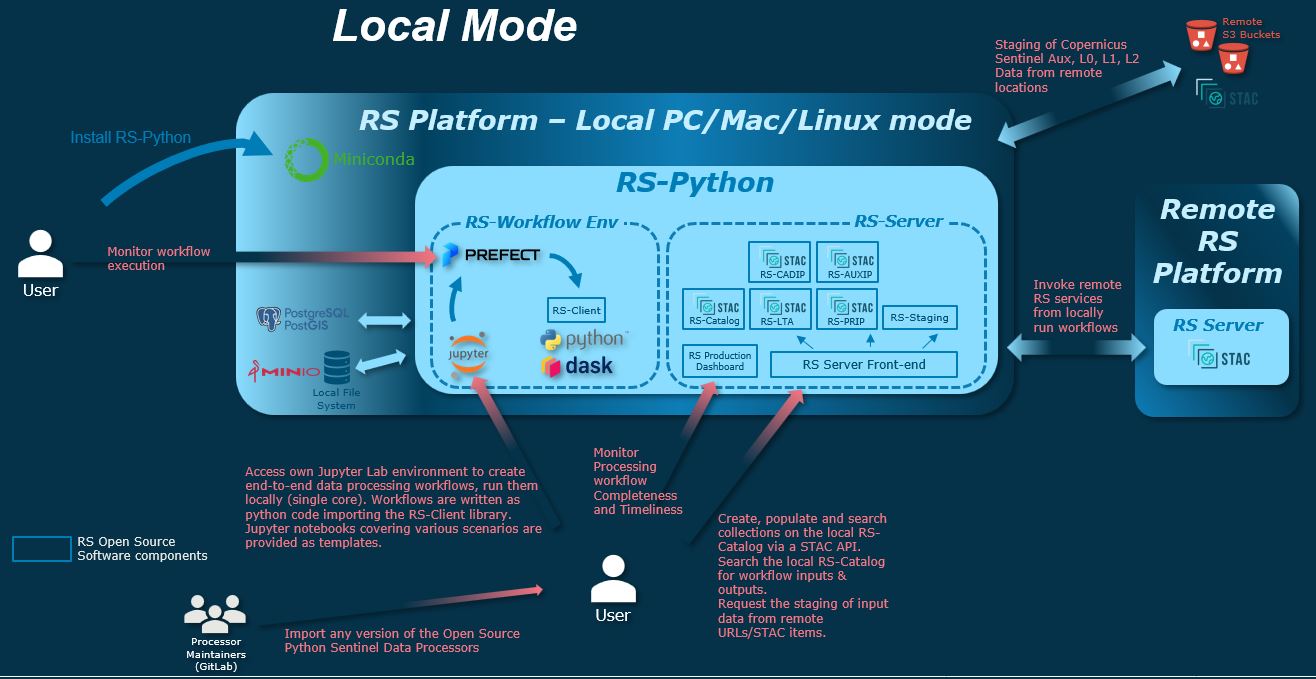 Local Mode
Remote
S3 Buckets
STAC
Staging of Copernicus
Sentinel Aux, L0, L1, L2
Data from remote
locations
RS Platform – Local PC/Mac/Linux mode
Install RS-Python
Miniconda
RS-Python
RS-Workflow Env
RS-Server
Monitor workflow
execution
User
PREFECT
RS-Client
python™
dask
jupyter
PostgreSQL
PostGIS
MINIO
Local File
System
STAC
RS-CADIP
STAC
RS-AUXIP
STAC
RS-Catalog
STAC
RS-LTA
STAC
RS-PRIP
RS-Staging
RS Production
Dashboard
RS Server Front-end
Invoke remote
RS services
from locally
run workflows
Remote
RS
Platform
RS Server
STAC
Access own Jupyter Lab environment to create
end-to-end data processing workflows, run them
locally (single core). Workflows are written as
python code importing the RS-Client library.
Jupyter notebooks covering various scenarios are
provided as templates.
Monitor
Processing
workflow
Completeness
and Timeliness
Create, populate and search
collections on the local RS-
Catalog via a STAC API.
Search the local RS-Catalog
for workflow inputs &
outputs.
Request the staging of input
data from remote
URLs/STAC items.
RS Open Source
Software components
User
Processor
Maintainers
(GitLab)
Import any version of the Open Source
Python Sentinel Data Processors